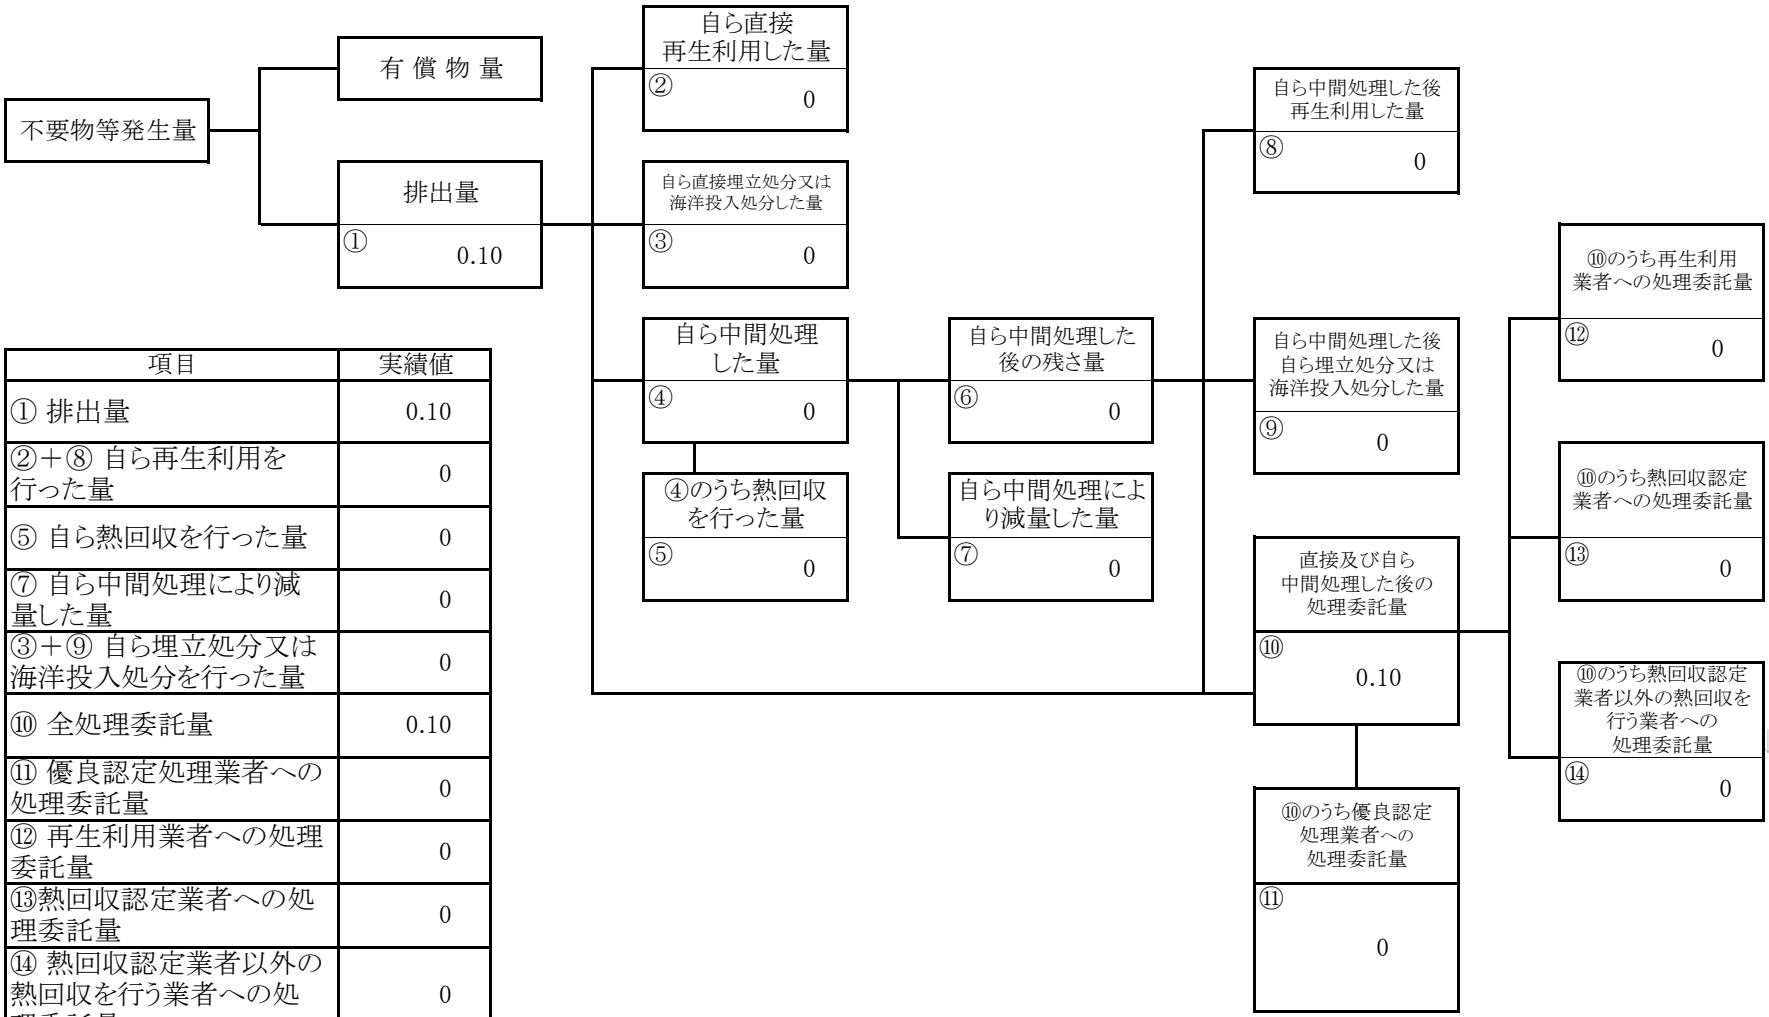 不要物等発生量
有 償 物 量
排出量
①
0.10
自ら直接
再生利用した量
②
0
自ら直接埋立処分又は
海洋投入処分した量
③
0
自ら中間処理
した量
④
0
④のうち熱回収
を行った量
⑤
0
自ら中間処理した
後の残さ量
⑥
0
自ら中間処理によ
り減量した量
⑦
0
自ら中間処理した後
再生利用した量
⑧
0
自ら中間処理した後
自ら埋立処分又は
海洋投入処分した量
⑨
0
直接及び自ら
中間処理した後の
処理委託量
⑩
0.10
⑩のうち優良認定
処理業者への
処理委託量
⑪
0
⑩のうち再生利用
業者への処理委託量
⑫
0
⑩のうち熱回収認定
業者への処理委託量
⑬
0
⑩のうち熱回収認定
業者以外の熱回収を
行う業者への
処理委託量
⑭
0
項目 実績値
① 排出量 0.10
②＋⑧ 自ら再生利用を
行った量 0
⑤ 自ら熱回収を行った量 0
⑦ 自ら中間処理により減
量した量 0
③＋⑨ 自ら埋立処分又は
海洋投入処分を行った量 0
⑩ 全処理委託量 0.10
⑪ 優良認定処理業者への
処理委託量 0
⑫ 再生利用業者への処理
委託量 0
⑬熱回収認定業者への処
理委託量 0
⑭ 熱回収認定業者以外の
熱回収を行う業者への処 0